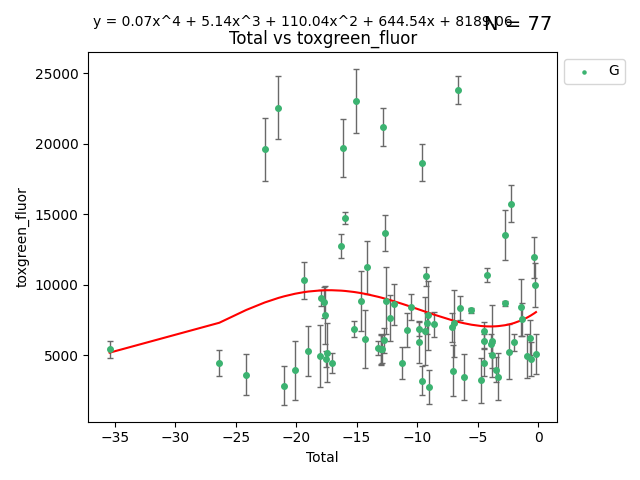 y = 0.07x^4 + 5.14x^3 + 110.04x^2 + 644.54x + 8189.06
N = 77
Total vs toxgreen_fluor
G
25000
20000
15000
10000
5000
toxgreen_fluor
−35 −30 −25 −20 −15 −10 −5 0
Total